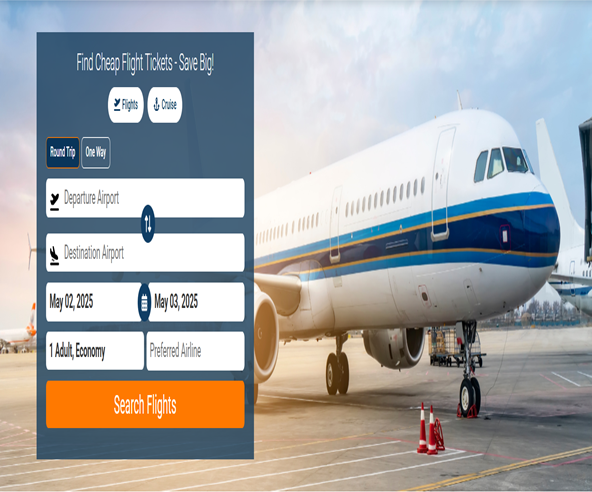 Find Cheap Flight Tickets - Save Big!
Flights Cruise
Round Trip One Way
Departure Airport
Destination Airport
May 02, 2025 May 03, 2025
1 Adult, Economy Preferred Airline
Search Flights